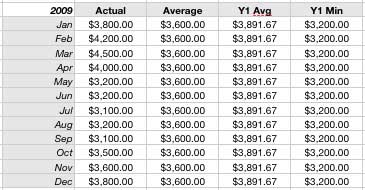 2009 Actual Average Y1 Avg Y1 Min
Jan $3,800.00 $3,600.00 $3,891.67 $3,200.00
Feb $4,200.00 $3,600.00 $3,891.67 $3,200.00
Mar $4,500.00 $3,600.00 $3,891.67 $3,200.00
Apr $4,000.00 $3,600.00 $3,891.67 $3,200.00
May $3,200.00 $3,600.00 $3,891.67 $3,200.00
Jun $3,200.00 $3,600.00 $3,891.67 $3,200.00
Jul $3,100.00 $3,600.00 $3,891.67 $3,200.00
Aug $3,200.00 $3,600.00 $3,891.67 $3,200.00
Sep $3,100.00 $3,600.00 $3,891.67 $3,200.00
Oct $3,500.00 $3,600.00 $3,891.67 $3,200.00
Nov $3,600.00 $3,600.00 $3,891.67 $3,200.00
Dec $3,800.00 $3,600.00 $3,891.67 $3,200.00